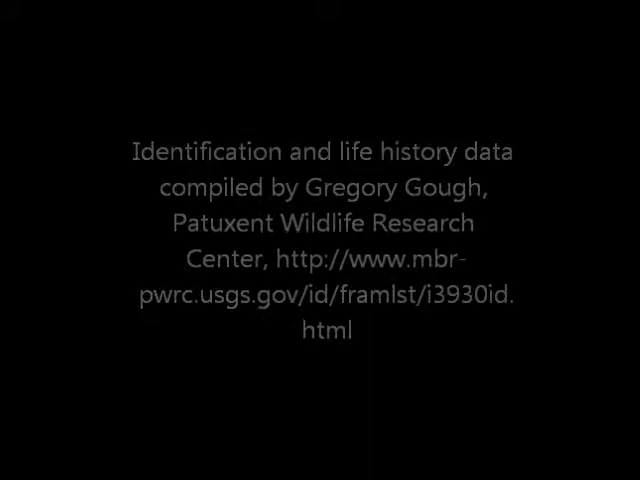 Identification and life history data
compiled by Gregory Gough,
Patuxent Wildlife Research
Center, http://www.mbr-
pwrc.usgs.gov/id/framlst/i3930id.
html